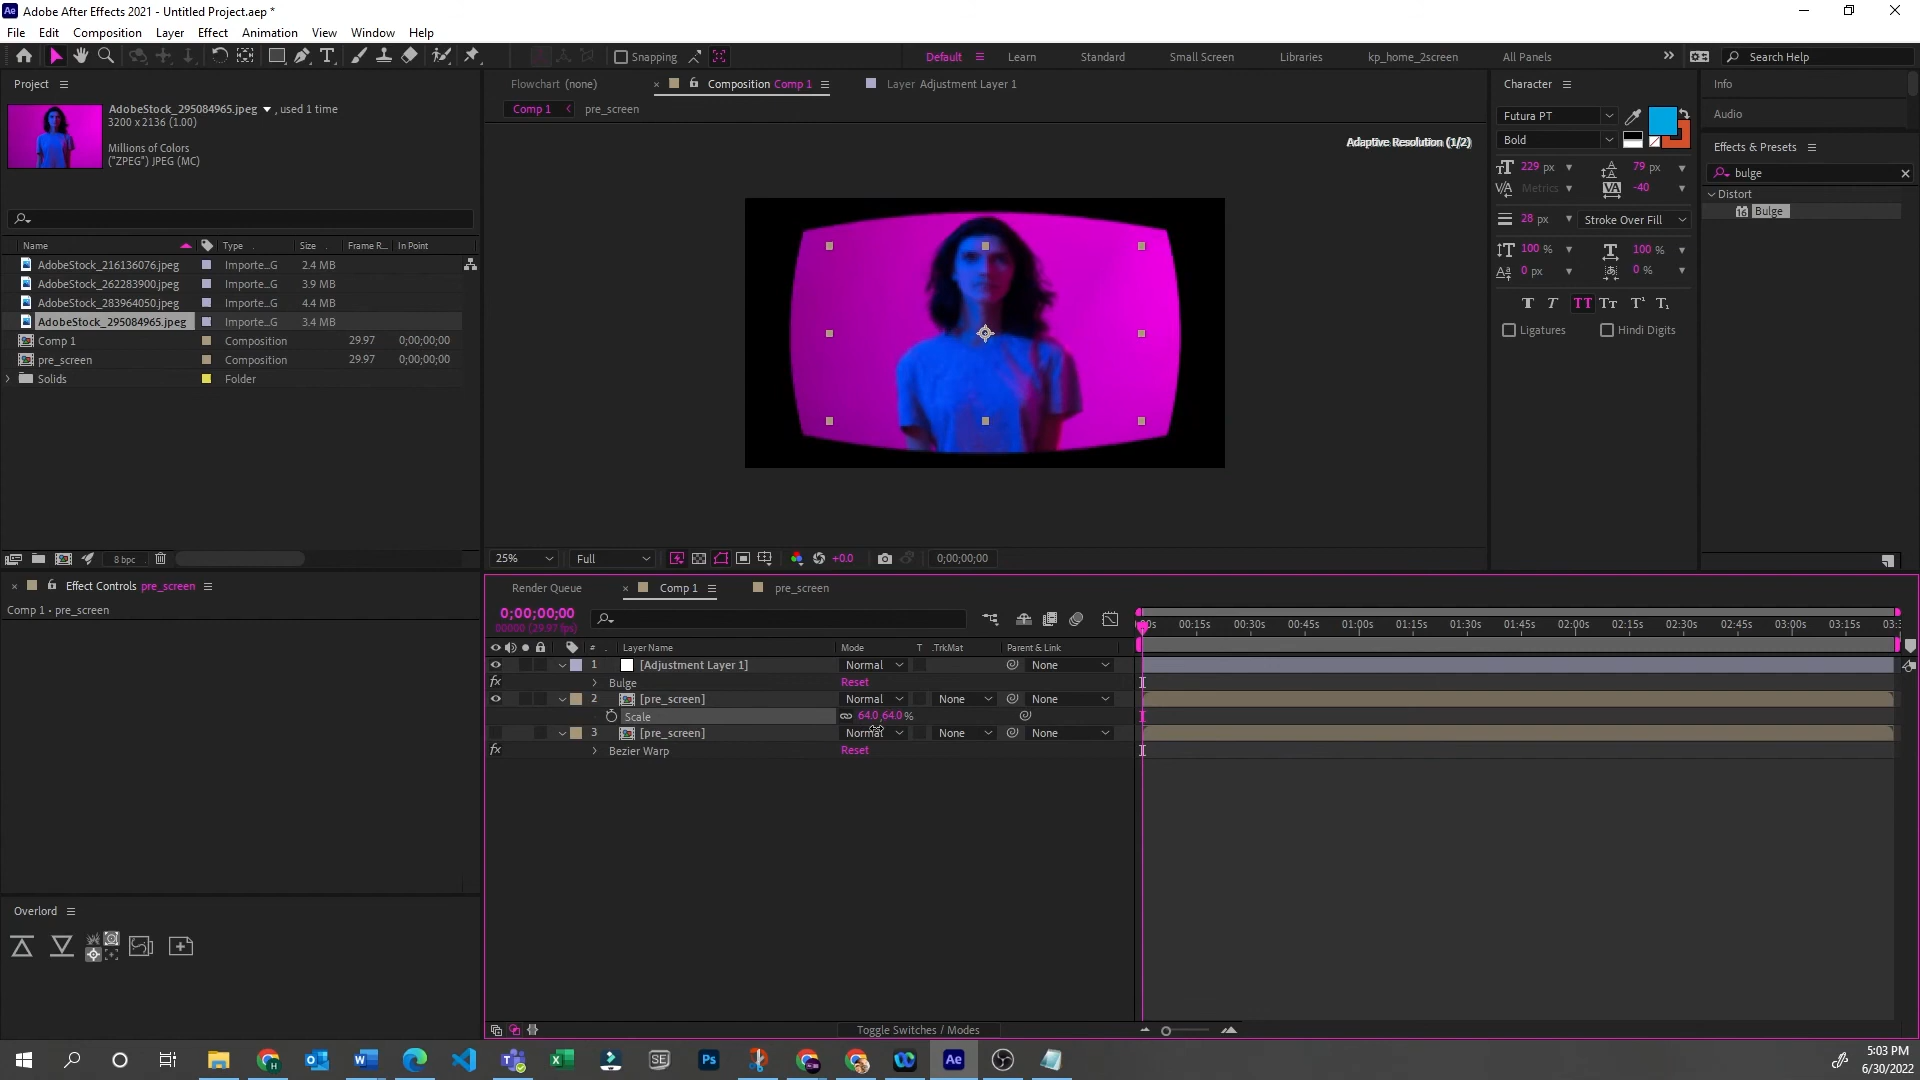 Adobe After Effects 2021 - Untitled Project.aep *
File Edit Composition Layer Effect Animation View Window Help
Snapping Default Learn Standard Small Screen Libraries kp_home_2screen All Panels Search Help
Project
AdobeStock_295084965.jpeg , used 1 time
3200 x 2136 (1.00)
Millions of Colors
("ZPEG") JPEG (MC)
Name Type Size Frame R... In Point
AdobeStock_216136076.jpeg Importe...G 2.4 MB
AdobeStock_262283900.jpeg Importe...G 3.9 MB
AdobeStock_283964050.jpeg Importe...G 4.4 MB
AdobeStock_295084965.jpeg Importe...G 3.4 MB
Comp 1 Composition 29.97 0;00;00;00
pre_screen Composition 29.97 0;00;00;00
Solids Folder
8 bpc
Flowchart (none) Composition Comp 1 Layer Adjustment Layer 1
Comp 1 pre_screen
Adaptive Resolution (1/2)
25% Full +0.0 0;00;00;00
Character
Futura PT
Bold
229 px 79 px
Metrics -40
28 px Stroke Over Fill
100 % 100 %
0 px 0 %
Ligatures Hindi Digits
Info
Audio
Effects & Presets
bulge
Distort
Bulge
Effect Controls pre_screen
Comp 1 • pre_screen
Overlord
Render Queue Comp 1 pre_screen
0;00;00;00
00000 (29.97 fps)
00s 00:15s 00:30s 00:45s 01:00s 01:15s 01:30s 01:45s 02:00s 02:15s 02:30s 02:45s 03:00s 03:15s 03:3
# Layer Name Mode T .TrkMat Parent & Link
1 [Adjustment Layer 1] Normal None
fx Bulge Reset
2 [pre_screen] Normal None None
Scale 64.0,64.0%
3 [pre_screen] Normal None None
fx Bezier Warp Reset
Toggle Switches / Modes
5:03 PM
6/30/2022